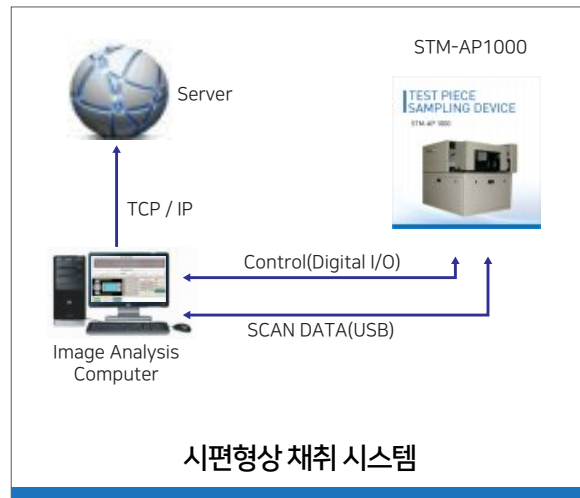 STM-AP1000
Server
TEST PIECE
SAMPLING DEVICE
STM-AP 1000
TCP / IP
Control(Digital I/O)
SCAN DATA(USB)
Image Analysis
Computer
시편형상 채취 시스템